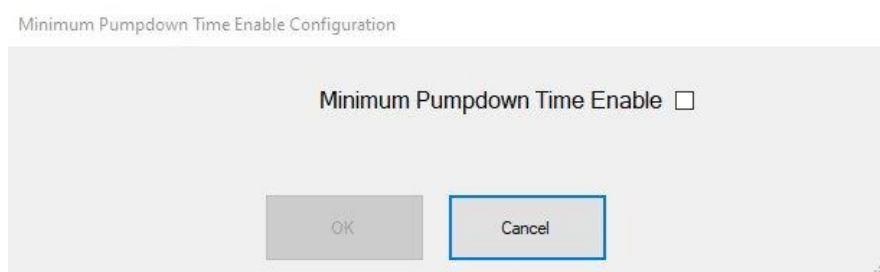 Minimum Pumpdown Time Enable Configuration
Minimum Pumpdown Time Enable
OK
Cancel